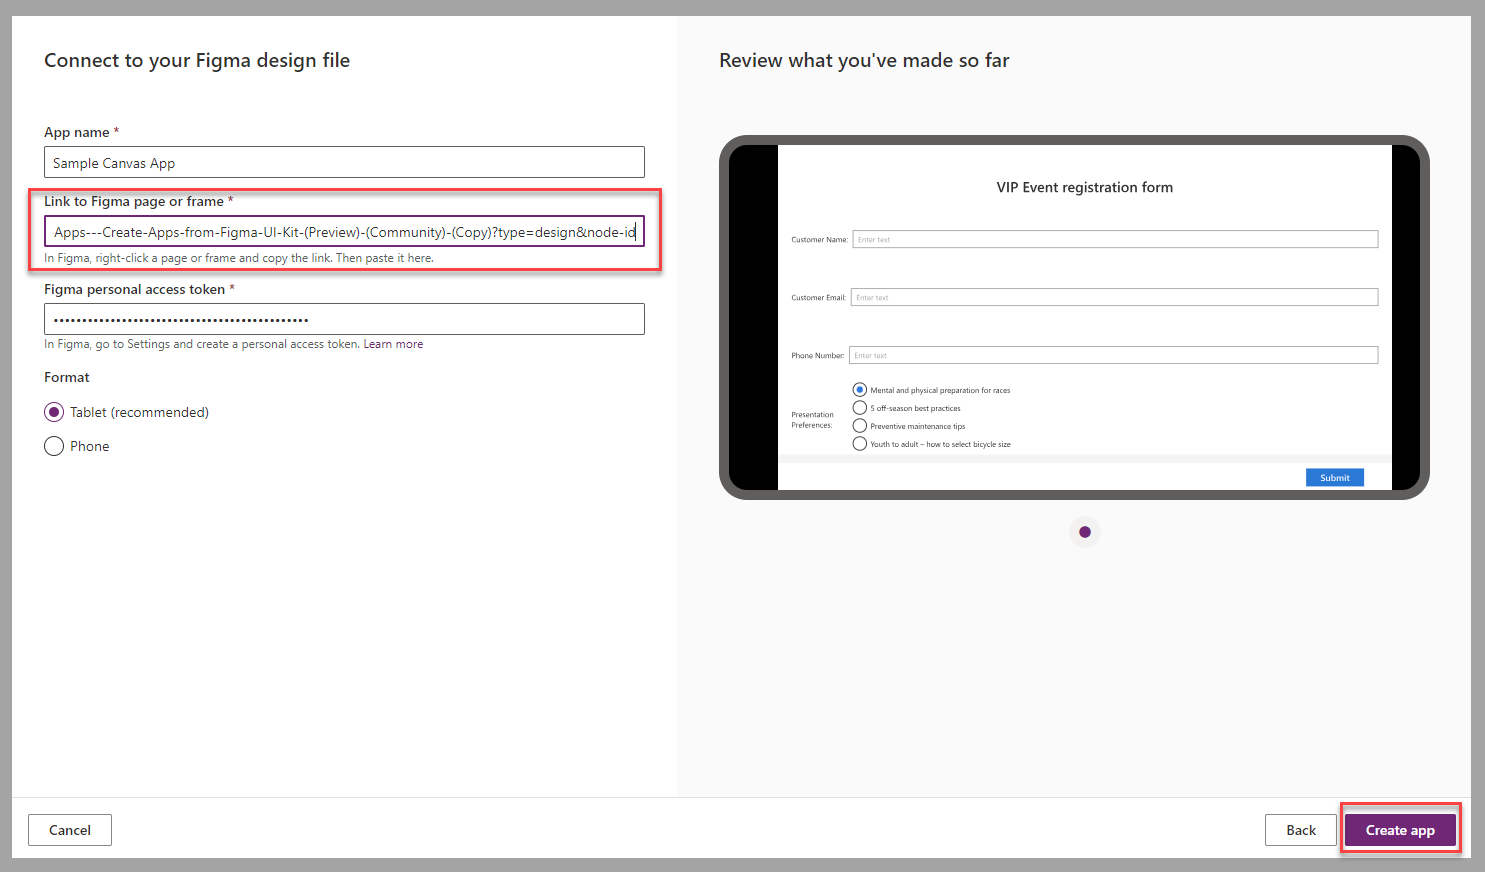 Connect to your Figma design file
App name *
Sample Canvas App
Link to Figma page or frame *
Apps---Create-Apps-from-Figma-UI-Kit-(Preview)-(Community)-(Copy)?type=design&node-id
In Figma, right-click a page or frame and copy the link. Then paste it here.
Figma personal access token *
In Figma, go to Settings and create a personal access token. Learn more
Format
Tablet (recommended)
Phone
Review what you've made so far
VIP Event registration form
Customer Name: Enter text
Customer Email: Enter text
Phone Number: Enter text
Presentation
Preferences:
Mental and physical preparation for races
5 off-season best practices
Preventive maintenance tips
Youth to adult – how to select bicycle size
Submit
Cancel
Back
Create app